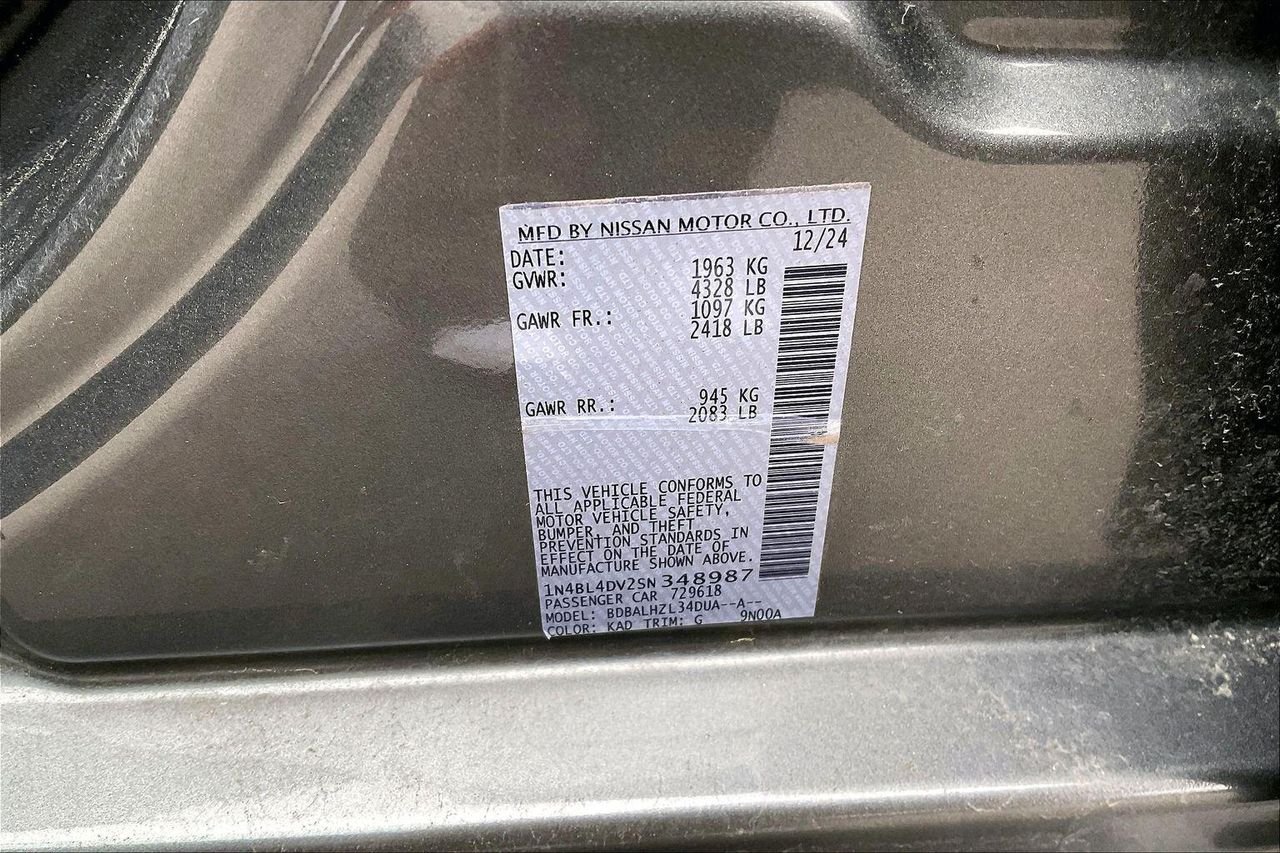 MFD BY NISSAN MOTOR CO., LTD.
DATE: 12/24
GVWR: 1963 KG
4328 LB
GAWR FR.: 1097 KG
2418 LB
GAWR RR.: 945 KG
2083 LB
THIS VEHICLE CONFORMS TO
ALL APPLICABLE FEDERAL
MOTOR VEHICLE SAFETY,
BUMPER, AND THEFT
PREVENTION STANDARDS IN
EFFECT ON THE DATE OF
MANUFACTURE SHOWN ABOVE.
1N4BL4DV2SN348987
PASSENGER CAR 729618
MODEL: BDBALHZL34DUA--A--
COLOR: KAD TRIM: G 9N00A